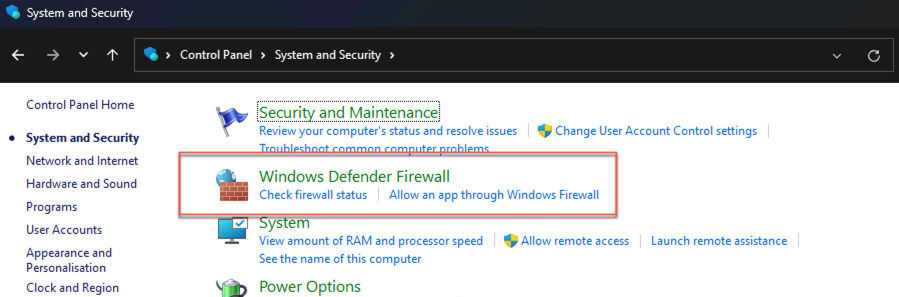 System and Security
Control Panel System and Security
Control Panel Home
System and Security
Network and Internet
Hardware and Sound
Programs
User Accounts
Appearance and
Personalisation
Clock and Region
Security and Maintenance
Review your computer's status and resolve issues Change User Account Control settings
Troubleshoot common computer problems
Windows Defender Firewall
Check firewall status Allow an app through Windows Firewall
System
View amount of RAM and processor speed Allow remote access Launch remote assistance
See the name of this computer
Power Options